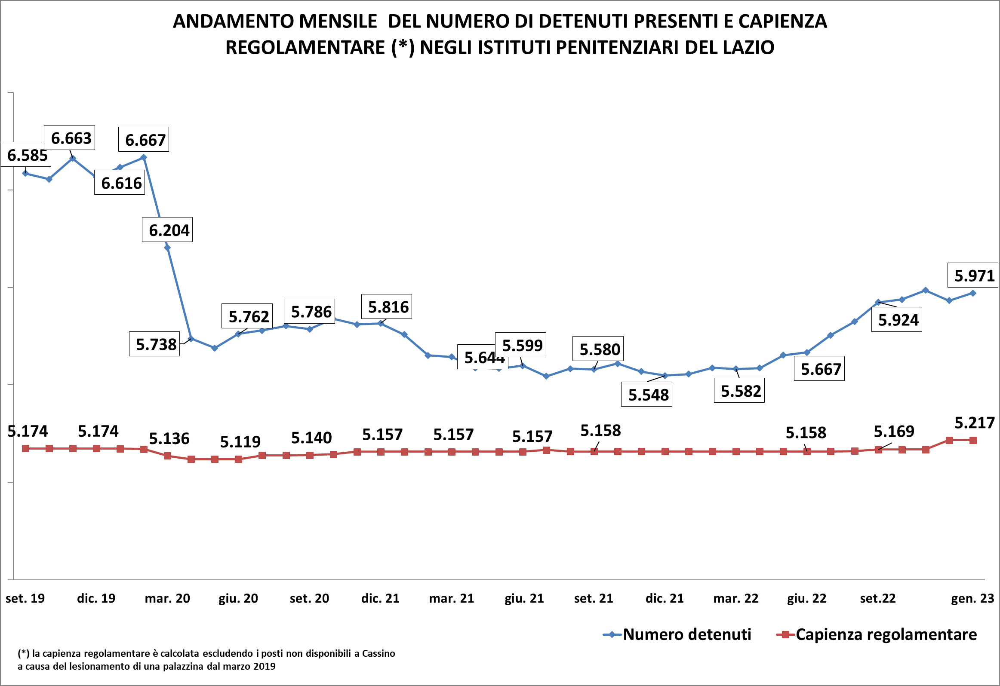 ANDAMENTO MENSILE  DEL NUMERO DI DETENUTI PRESENTI E CAPIENZA
REGOLAMENTARE (*) NEGLI ISTITUTI PENITENZIARI DEL LAZIO
6.585
6.663
6.616
6.667
6.204
5.738
5.762
5.786
5.816
5.644
5.599
5.580
5.548
5.582
5.667
5.924
5.971
5.174
5.174
5.136
5.119
5.140
5.157
5.157
5.157
5.158
5.158
5.169
5.217
set. 19
dic. 19
mar. 20
giu. 20
set. 20
dic. 21
mar. 21
giu. 21
set. 21
dic. 21
mar. 22
giu. 22
set.22
gen. 23
Numero detenuti
Capienza regolamentare
(*) la capienza regolamentare è calcolata escludendo i posti non disponibili a Cassino
a causa del lesionamento di una palazzina dal marzo 2019